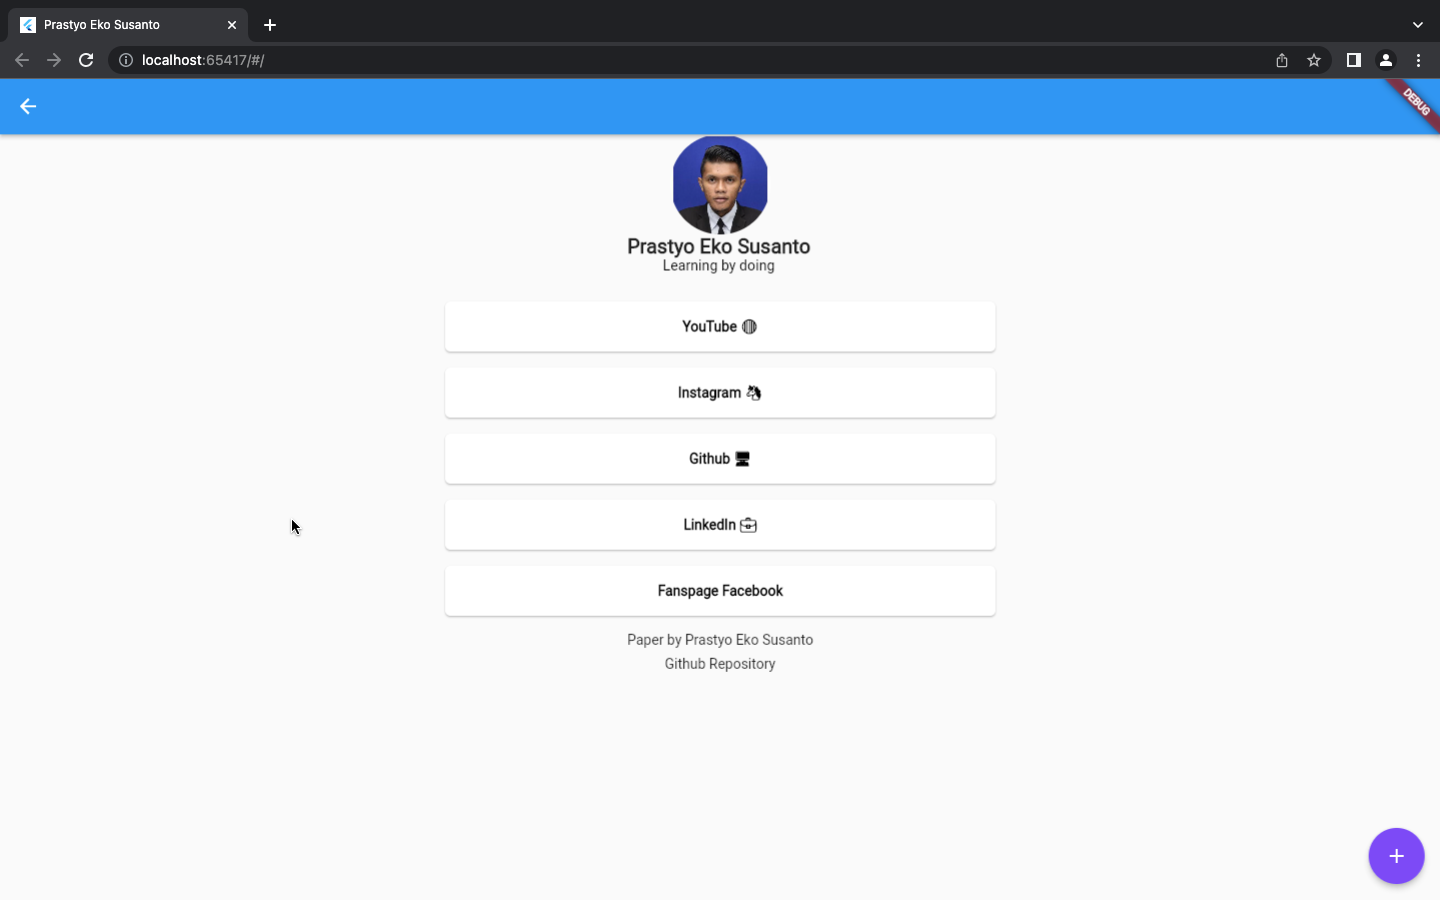 Prastyo Eko Susanto
localhost:65417/#/
DEBUG
Prastyo Eko Susanto
Learning by doing
YouTube
Instagram
Github
LinkedIn
Fanspage Facebook
Paper by Prastyo Eko Susanto
Github Repository